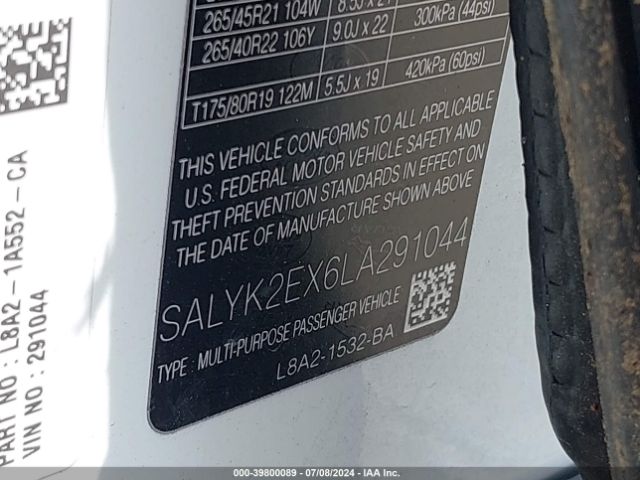 265/45R21 104W 8.5J x 21
265/40R22 106Y 9.0J x 22 300kPa (44psi)
T175/80R19 122M 5.5J x 19 420kPa (60psi)
THIS VEHICLE CONFORMS TO ALL APPLICABLE
U.S. FEDERAL MOTOR VEHICLE SAFETY AND
THEFT PREVENTION STANDARDS IN EFFECT ON
THE DATE OF MANUFACTURE SHOWN ABOVE
SALYK2EX6LA291044
TYPE : MULTI-PURPOSE PASSENGER VEHICLE
L8A2-1532-BA
PART NO : L8A2 - 1A552 - CA
VIN NO : 291044
000-39800089 - 07/08/2024 - IAA Inc.